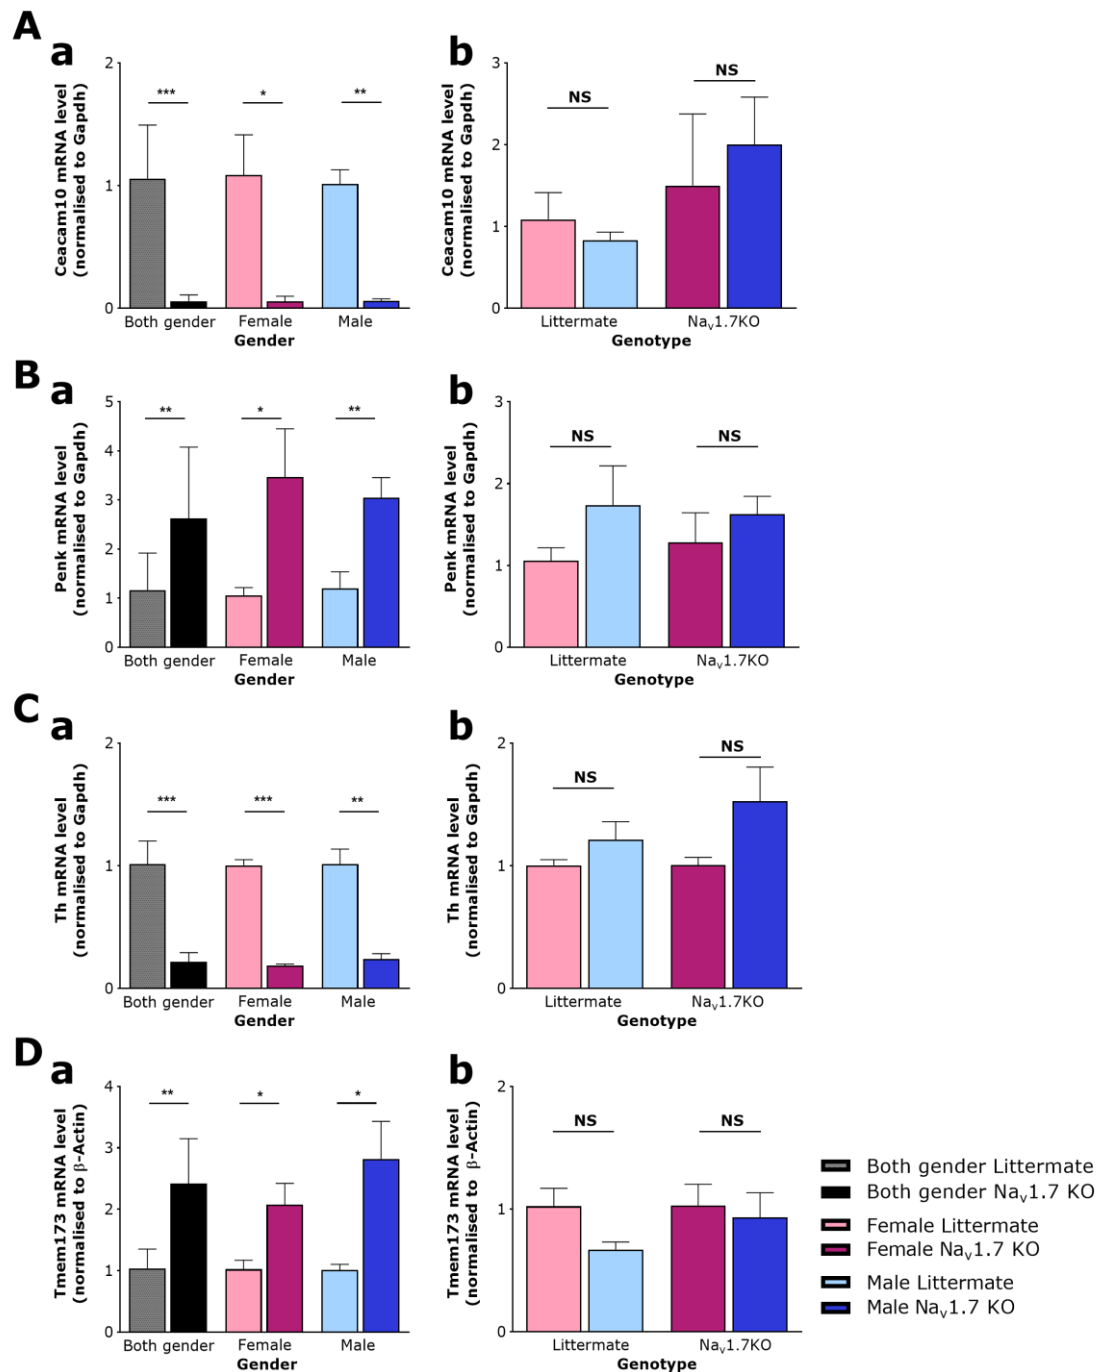 A
a
b
Ceacam10 mRNA level
(normalised to Gapdh)
2
1
0
***
*
**
Both gender
Female
Male
Gender
Ceacam10 mRNA level
(normalised to Gapdh)
3
2
1
0
NS
NS
Littermate
Nav1.7KO
Genotype
B
a
b
Penk mRNA level
(normalised to Gapdh)
5
4
3
2
1
0
**
*
**
Both gender
Female
Male
Gender
Penk mRNA level
(normalised to Gapdh)
3
2
1
0
NS
NS
Littermate
Nav1.7KO
Genotype
C
a
b
Th mRNA level
(normalised to Gapdh)
2
1
0
***
***
**
Both gender
Female
Male
Gender
Th mRNA level
(normalised to Gapdh)
2
1
0
NS
NS
Littermate
Nav1.7KO
Genotype
D
a
b
Tmem173 mRNA level
(normalised to β-Actin)
4
3
2
1
0
**
*
*
Both gender
Female
Male
Gender
Tmem173 mRNA level
(normalised to β-Actin)
2
1
0
NS
NS
Littermate
Nav1.7KO
Genotype
Both gender Littermate
Both gender Nav1.7 KO
Female Littermate
Female Nav1.7 KO
Male Littermate
Male Nav1.7 KO